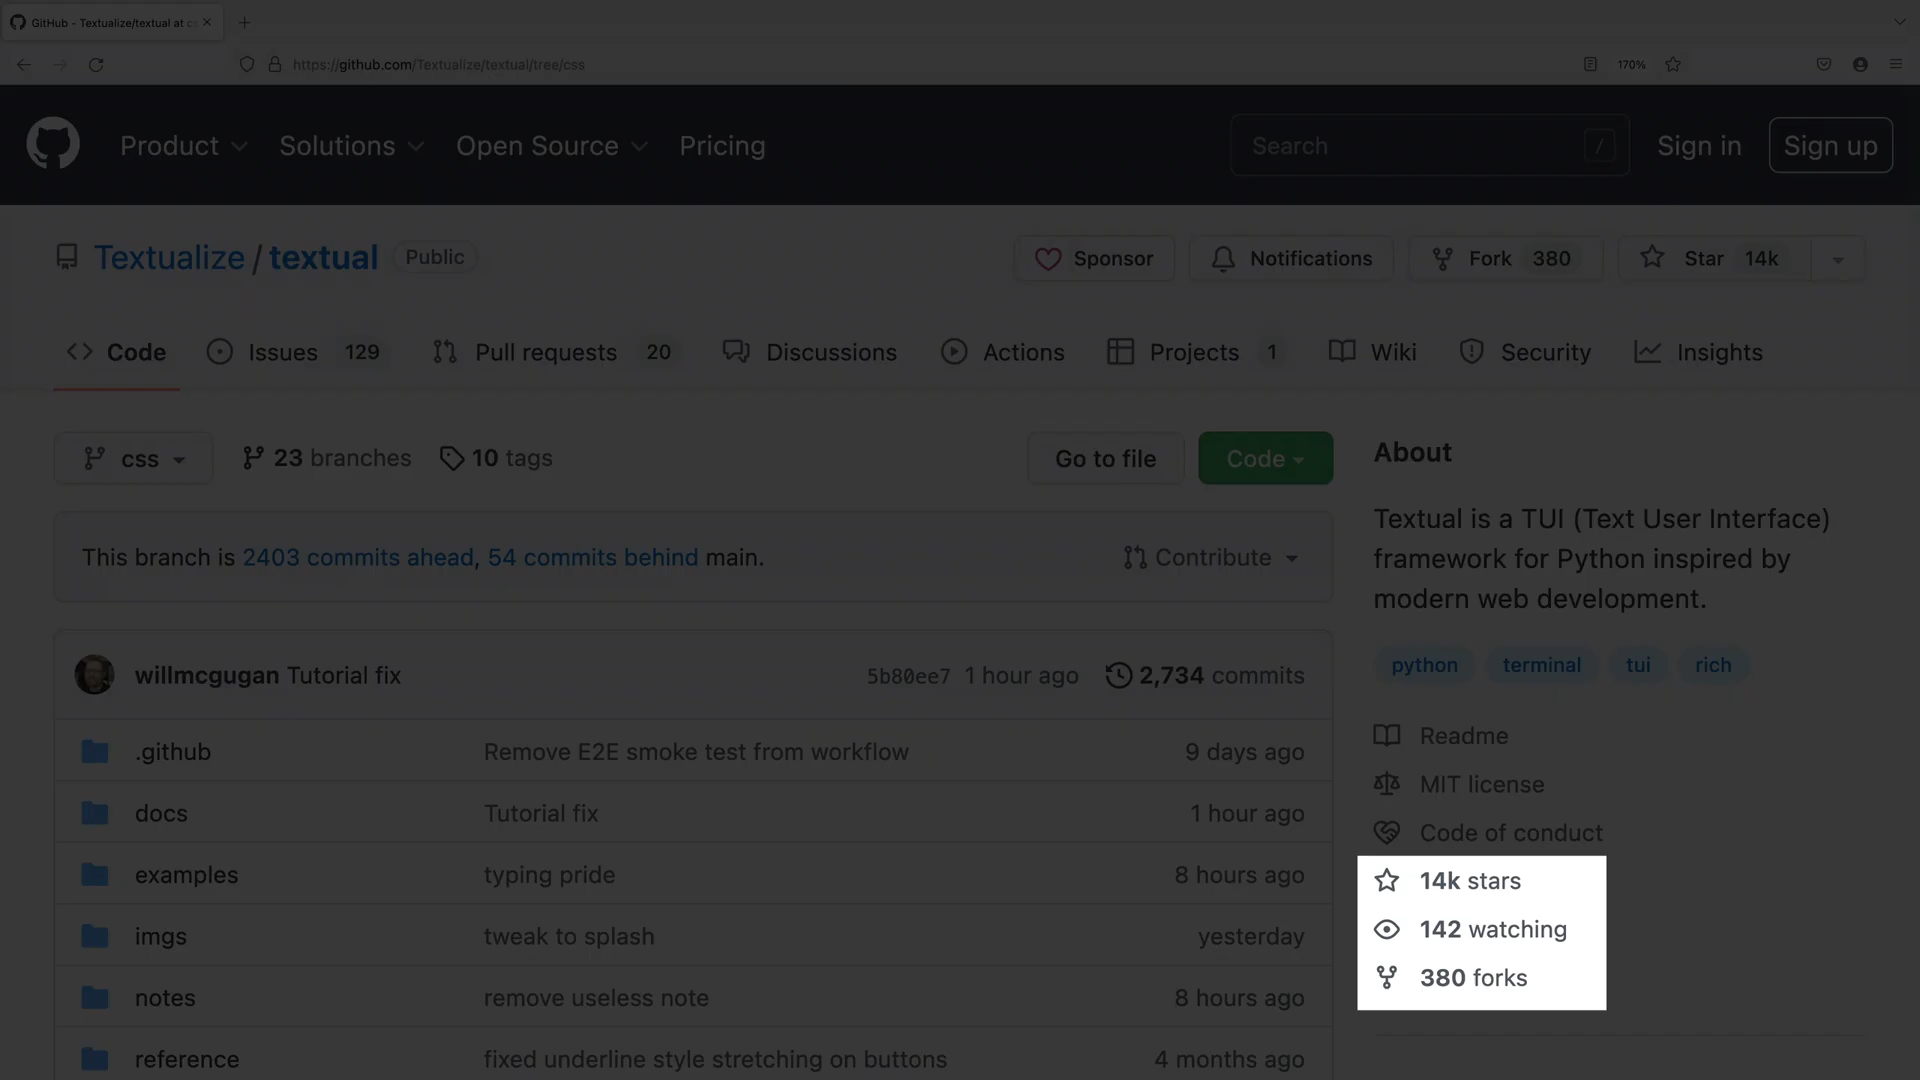 GitHub - Textualize/textual at cs
https://github.com/Textualize/textual/tree/css
170%
Product
Solutions
Open Source
Pricing
Search
/
Sign in
Sign up
Textualize / textual
Public
Sponsor
Notifications
Fork 380
Star 14k
Code
Issues 129
Pull requests 20
Discussions
Actions
Projects 1
Wiki
Security
Insights
css
23 branches
10 tags
Go to file
Code
This branch is 2403 commits ahead, 54 commits behind main.
Contribute
willmcgugan Tutorial fix
5b80ee7 1 hour ago
2,734 commits
.github
Remove E2E smoke test from workflow
9 days ago
docs
Tutorial fix
1 hour ago
examples
typing pride
8 hours ago
imgs
tweak to splash
yesterday
notes
remove useless note
8 hours ago
reference
fixed underline style stretching on buttons
4 months ago
About
Textual is a TUI (Text User Interface)
framework for Python inspired by
modern web development.
python
terminal
tui
rich
Readme
MIT license
Code of conduct
14k stars
142 watching
380 forks